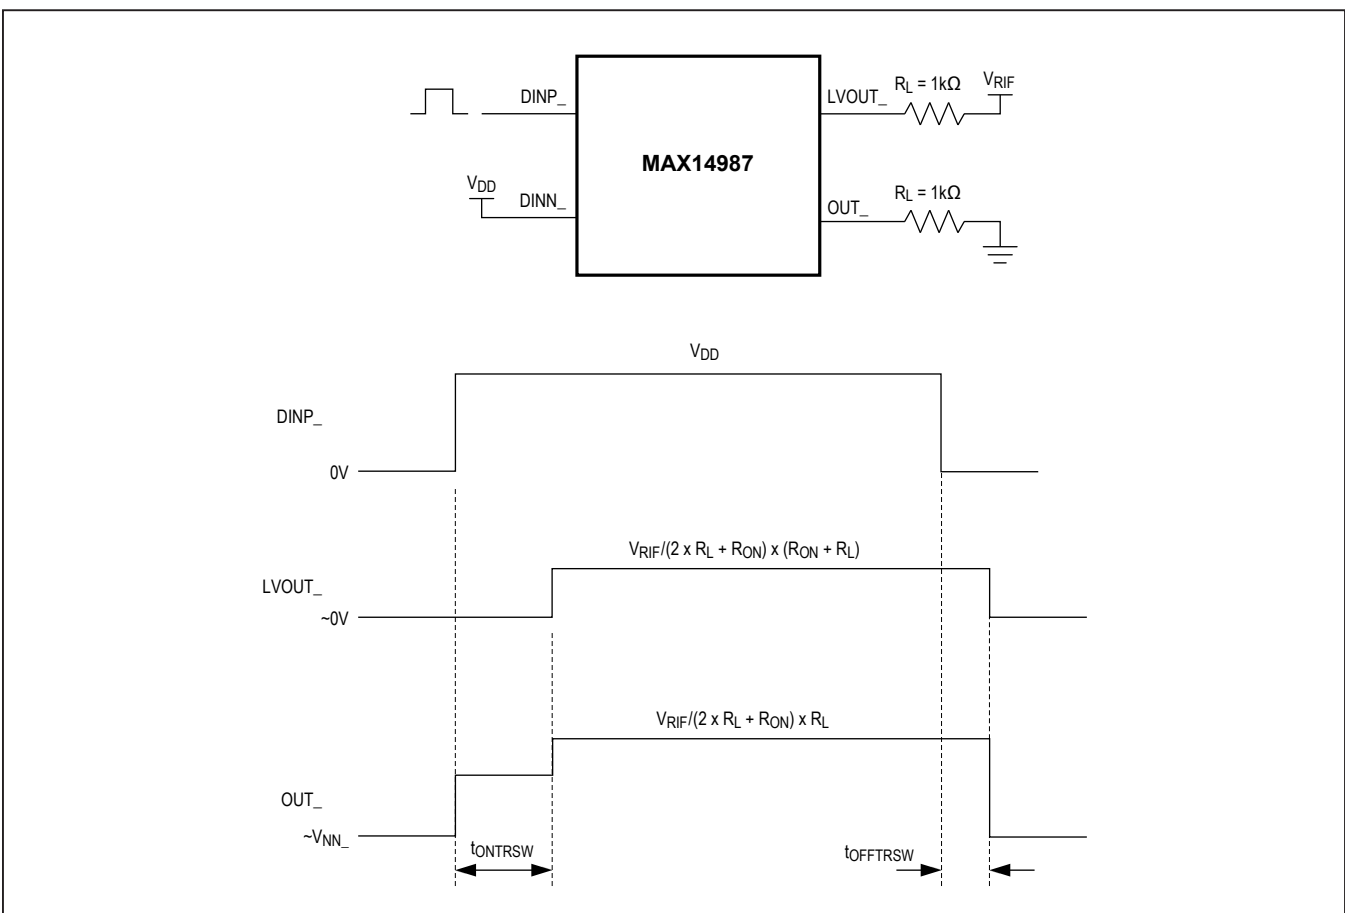 DINP_
LVOUT_
R_L = 1kΩ
V_RIF
MAX14987
V_DD
DINN_
OUT_
R_L = 1kΩ
V_DD
DINP_
0V
V_RIF/(2 x R_L + R_ON) x (R_ON + R_L)
LVOUT_
~0V
V_RIF/(2 x R_L + R_ON) x R_L
OUT_
~V_NN_
t_ONTRSW
t_OFFTRSW